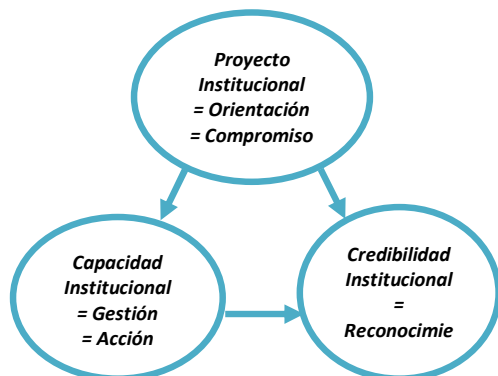 Proyecto
Institucional
= Orientación
= Compromiso
Capacidad
Institucional
= Gestión
= Acción
Credibilidad
Institucional
=
Reconocimie